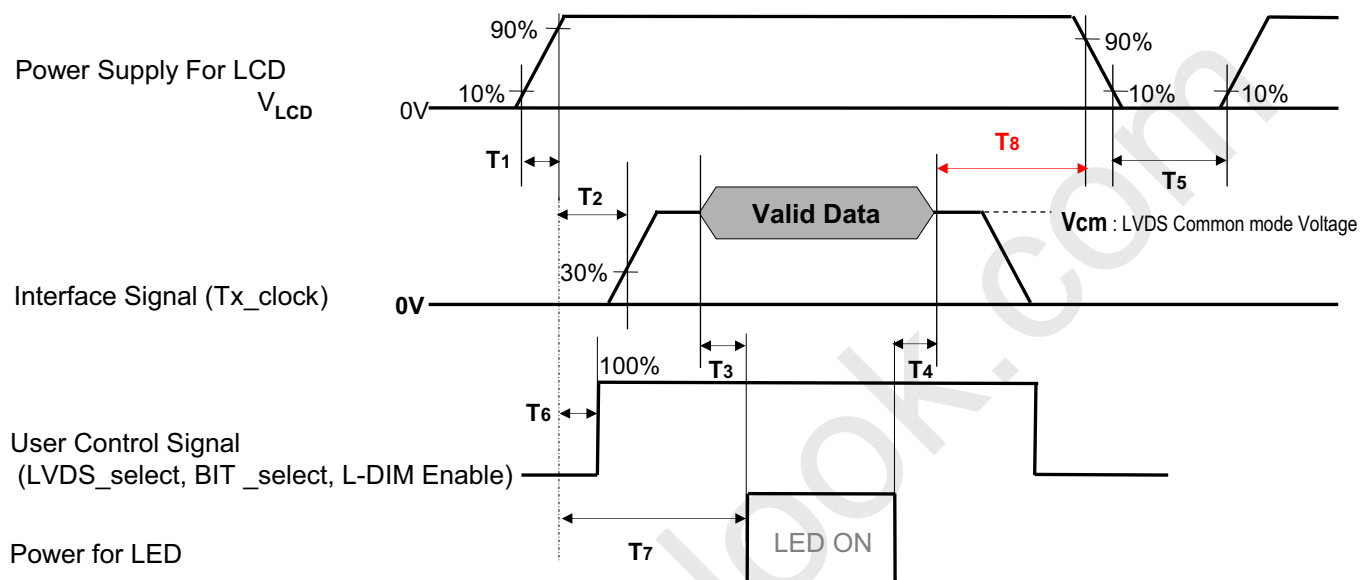 90%
90%
Power Supply For LCD
VLCD
10%
10%
10%
0V
T1
T8
T2
T5
Valid Data
Vcm : LVDS Common mode Voltage
30%
Interface Signal (Tx_clock)
0V
100%
T3
T4
T6
User Control Signal
(LVDS_select, BIT _select, L-DIM Enable)
T7
LED ON
Power for LED
look.com